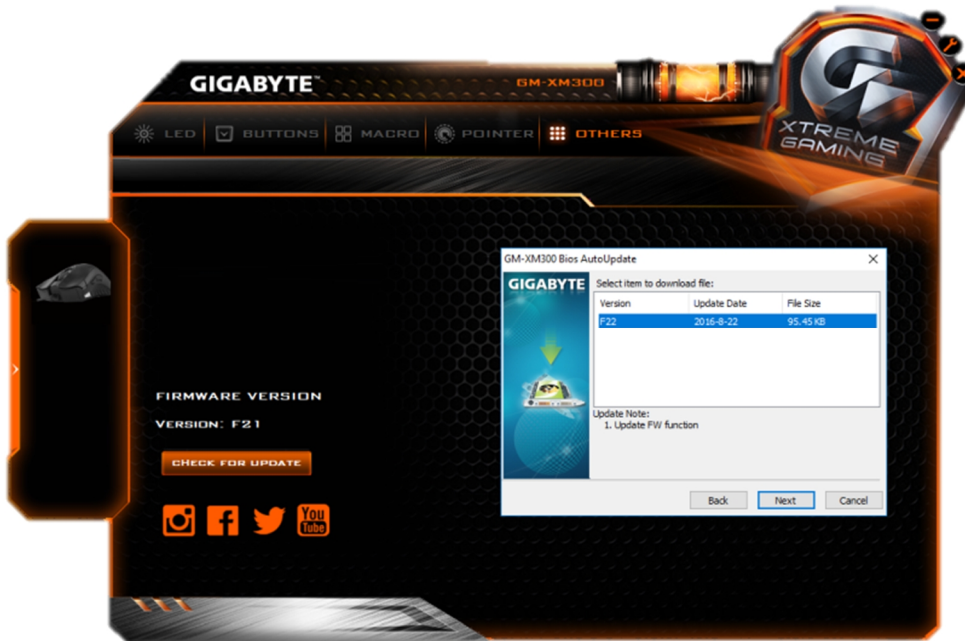 GIGABYTE™
GM-XM300
XTREME
GAMING
LED
BUTTONS
MACRO
POINTER
OTHERS
GM-XM300 Bios AutoUpdate
GIGABYTE
Select item to download file:
Version Update Date File Size
F22 2016-8-22 95.45 KB
Update Note:
1. Update FW function
Back Next Cancel
FIRMWARE VERSION
VERSION: F21
CHECK FOR UPDATE
You
Tube